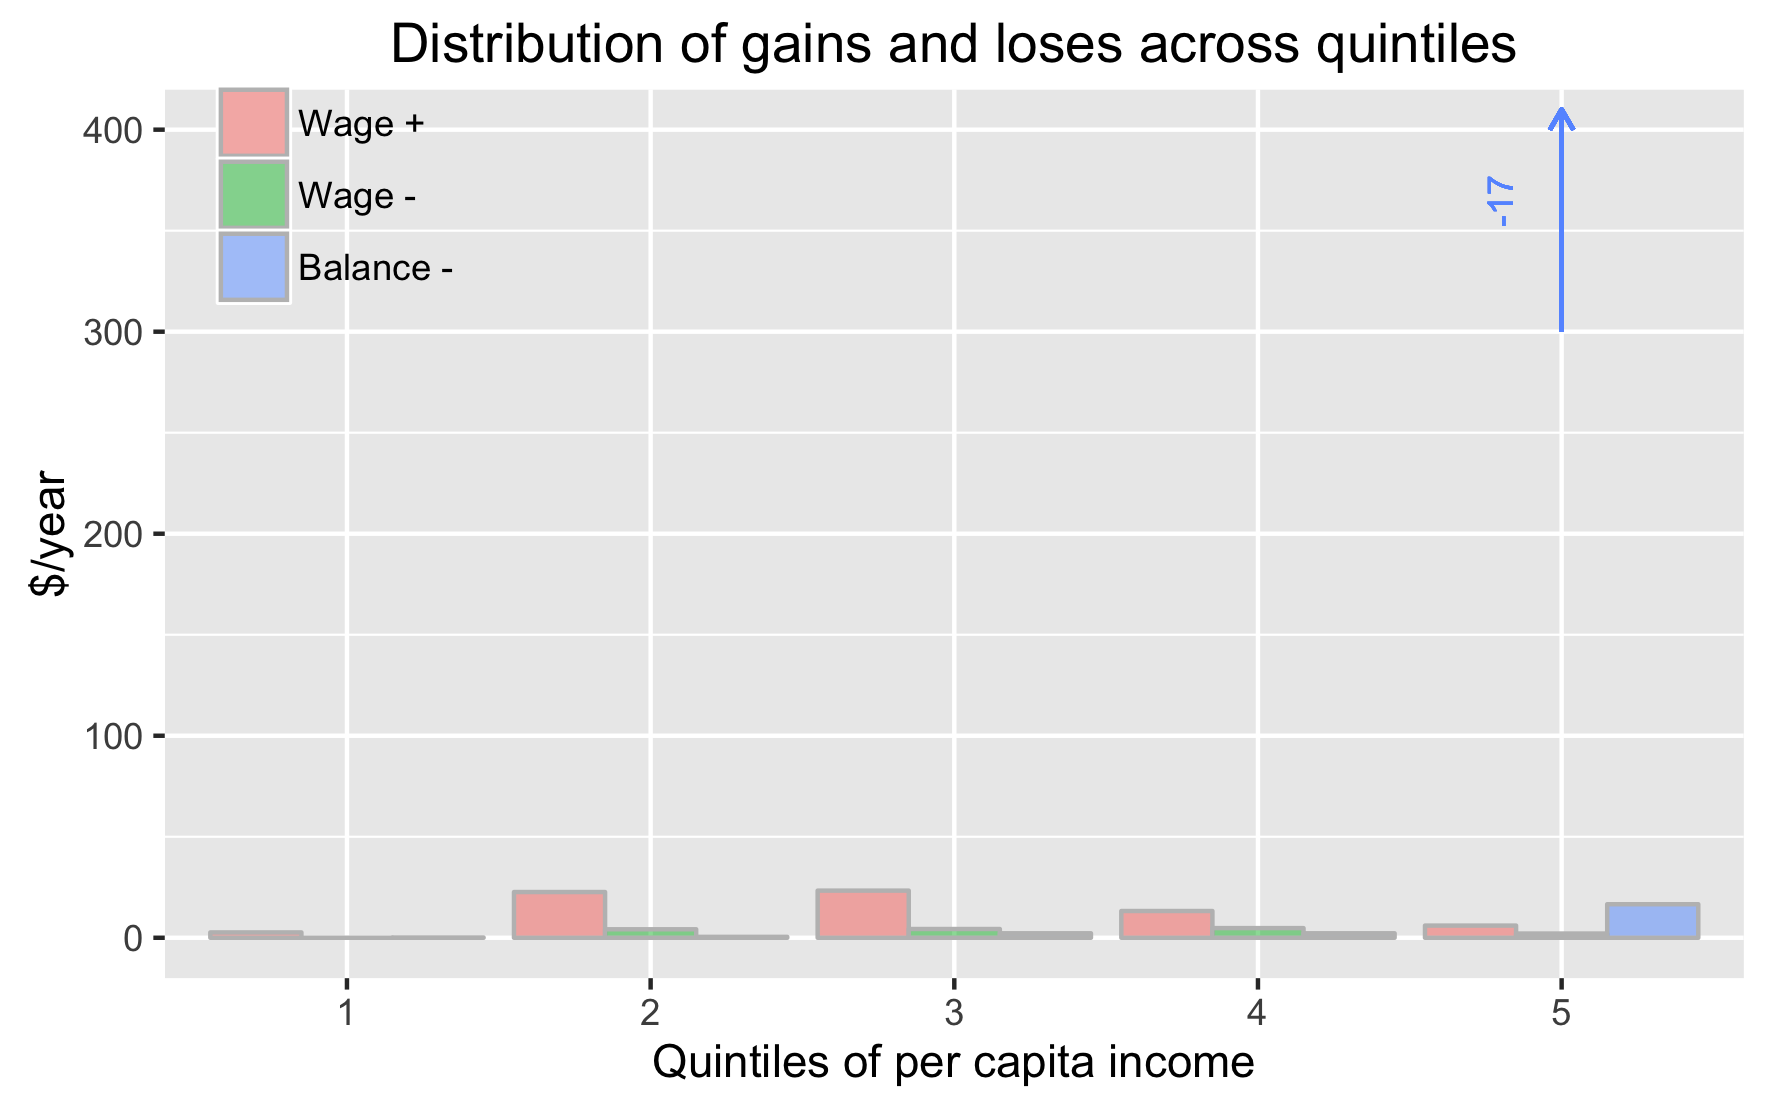 Distribution of gains and loses across quintiles
Wage +
Wage -
Balance -
-17
400
300
200
100
0
$/year
1 2 3 4 5
Quintiles of per capita income